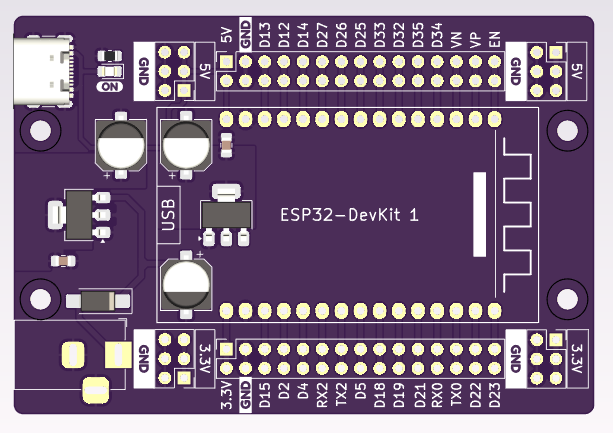 5V
GND
D13
D12
D14
D27
D26
D25
D33
D32
D35
D34
VN
VP
EN
GND
5V
GND
5V
ON
+
+
USB
ESP32-DevKit 1
+
GND
3.3V
GND
3.3V
3.3V
GND
D15
D2
D4
RX2
TX2
D5
D18
D19
D21
RX0
TX0
D22
D23